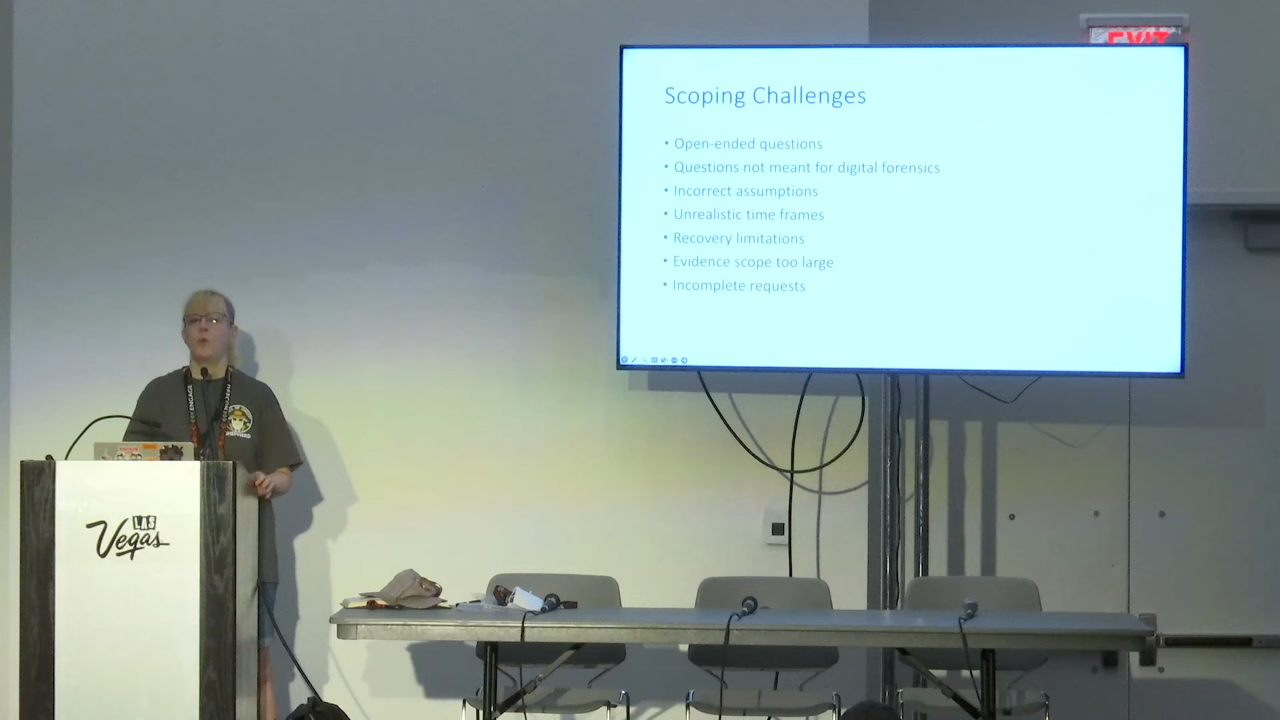 EXIT
Scoping Challenges
• Open-ended questions
• Questions not meant for digital forensics
• Incorrect assumptions
• Unrealistic time frames
• Recovery limitations
• Evidence scope too large
• Incomplete requests
ENGAGE
LAS
Vegas